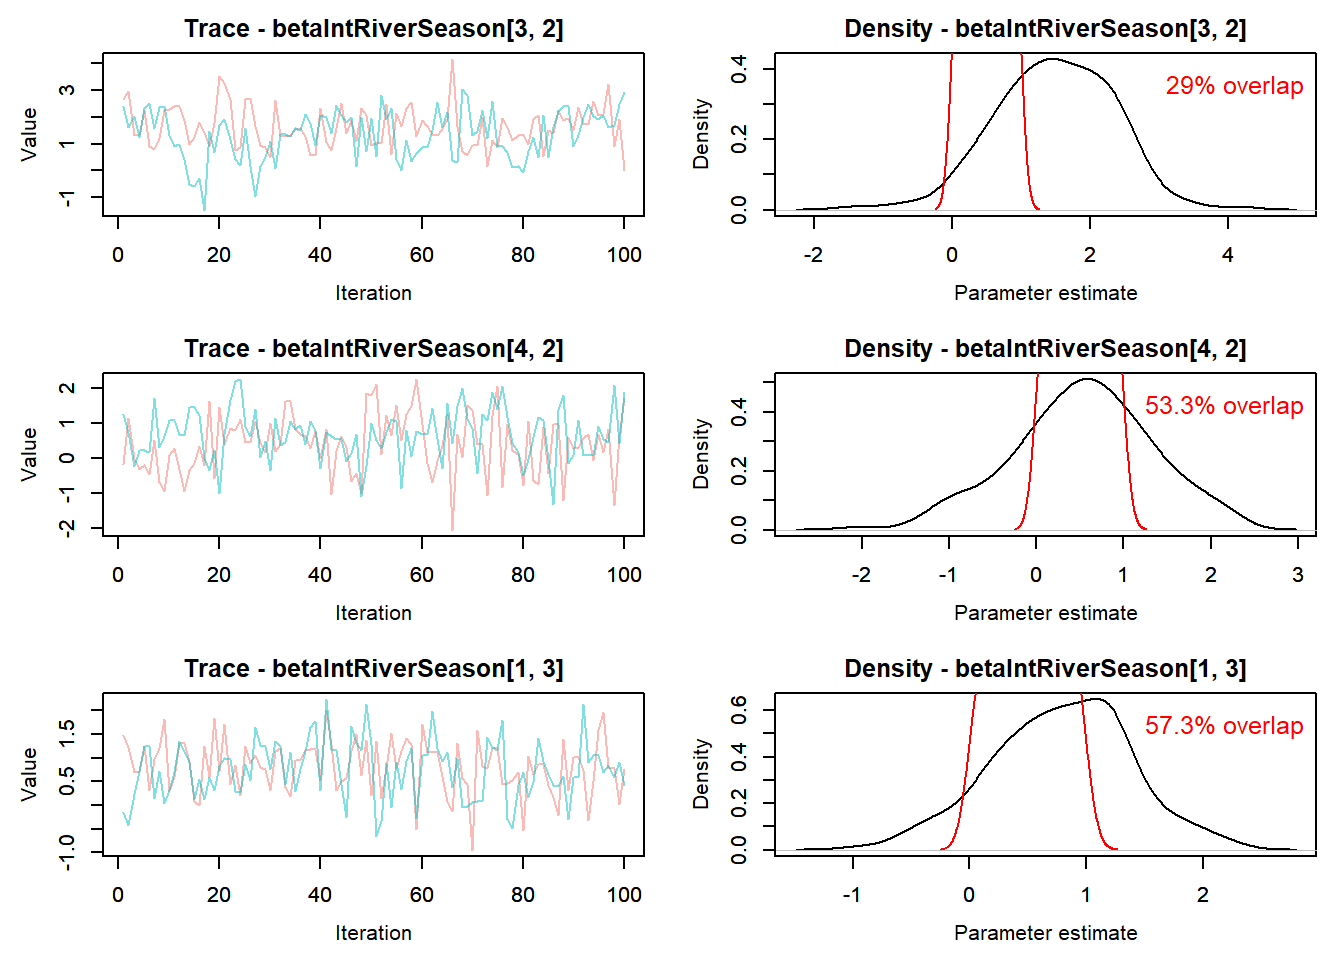 Trace - betaIntRiverSeason[3, 2]
Value
3
1
-1
0 20 40 60 80 100
Iteration
Density - betaIntRiverSeason[3, 2]
29% overlap
Density
0.4
0.2
0.0
-2 0 2 4
Parameter estimate
Trace - betaIntRiverSeason[4, 2]
Value
2
1
0
-1
-2
0 20 40 60 80 100
Iteration
Density - betaIntRiverSeason[4, 2]
53.3% overlap
Density
0.4
0.2
0.0
-2 -1 0 1 2 3
Parameter estimate
Trace - betaIntRiverSeason[1, 3]
Value
1.5
0.5
-1.0
0 20 40 60 80 100
Iteration
Density - betaIntRiverSeason[1, 3]
57.3% overlap
Density
0.6
0.4
0.2
0.0
-1 0 1 2
Parameter estimate